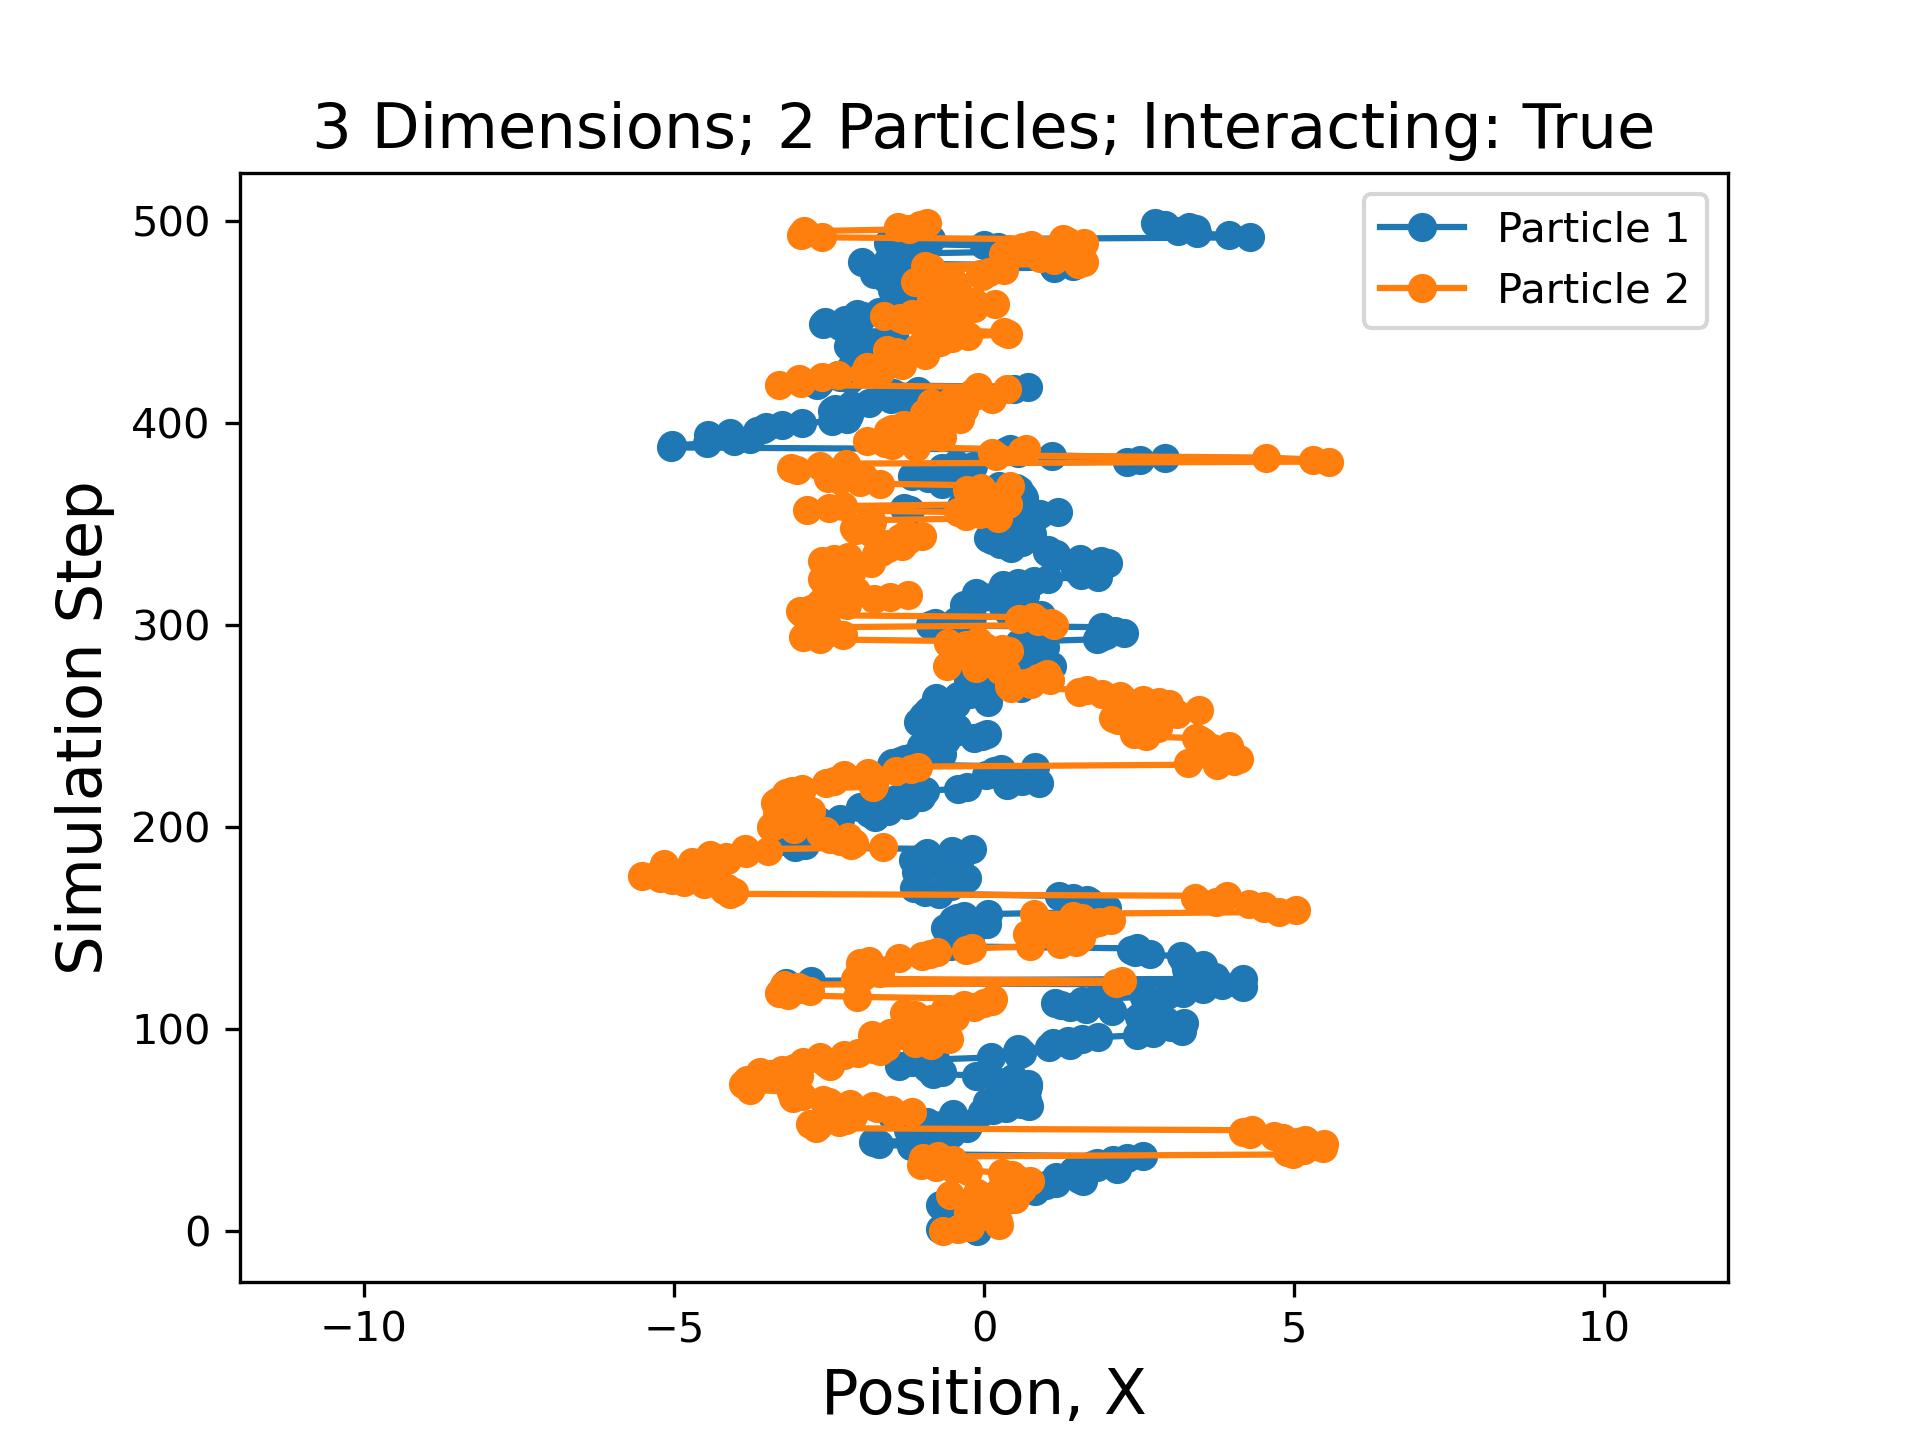 3 Dimensions; 2 Particles; Interacting: True
Particle 1
Particle 2
500
400
300
200
100
0
Simulation Step
−10
−5
0
5
10
Position, X